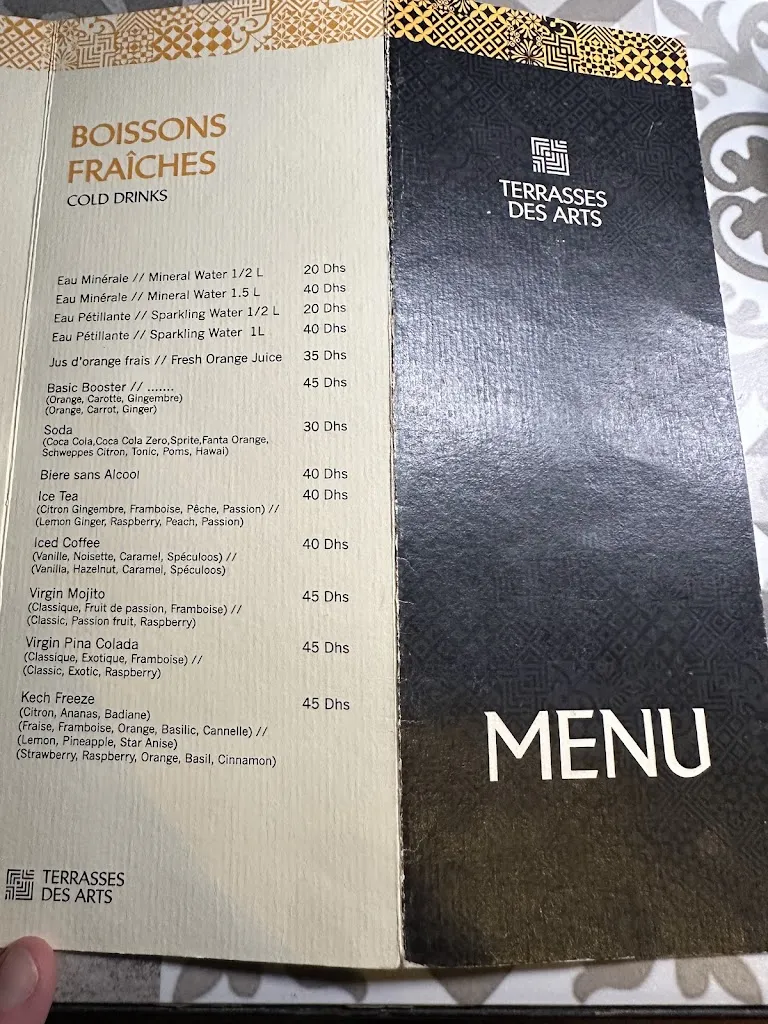 BOISSONS
FRAÎCHES
COLD DRINKS
Eau Minérale // Mineral Water 1/2 L 20 Dhs
Eau Minérale // Mineral Water 1.5 L 40 Dhs
Eau Pétillante // Sparkling Water 1/2 L 20 Dhs
Eau Pétillante // Sparkling Water 1L 40 Dhs
Jus d'orange frais // Fresh Orange Juice 35 Dhs
Basic Booster // ....... 45 Dhs
(Orange, Carotte, Gingembre)
(Orange, Carrot, Ginger)
Soda 30 Dhs
(Coca Cola,Coca Cola Zero,Sprite,Fanta Orange,
Schweppes Citron, Tonic, Poms, Hawai)
Biere sans Alcool 40 Dhs
Ice Tea 40 Dhs
(Citron Gingembre, Framboise, Pêche, Passion) //
(Lemon Ginger, Raspberry, Peach, Passion)
Iced Coffee 40 Dhs
(Vanille, Noisette, Caramel, Spéculoos) //
(Vanilla, Hazelnut, Caramel, Spéculoos)
Virgin Mojito 45 Dhs
(Classique, Fruit de passion, Framboise) //
(Classic, Passion fruit, Raspberry)
Virgin Pina Colada 45 Dhs
(Classique, Exotique, Framboise) //
(Classic, Exotic, Raspberry)
Kech Freeze 45 Dhs
(Citron, Ananas, Badiane)
(Fraise, Framboise, Orange, Basilic, Cannelle) //
(Lemon, Pineapple, Star Anise)
(Strawberry, Raspberry, Orange, Basil, Cinnamon)
TERRASSES
DES ARTS
TERRASSES
DES ARTS
MENU